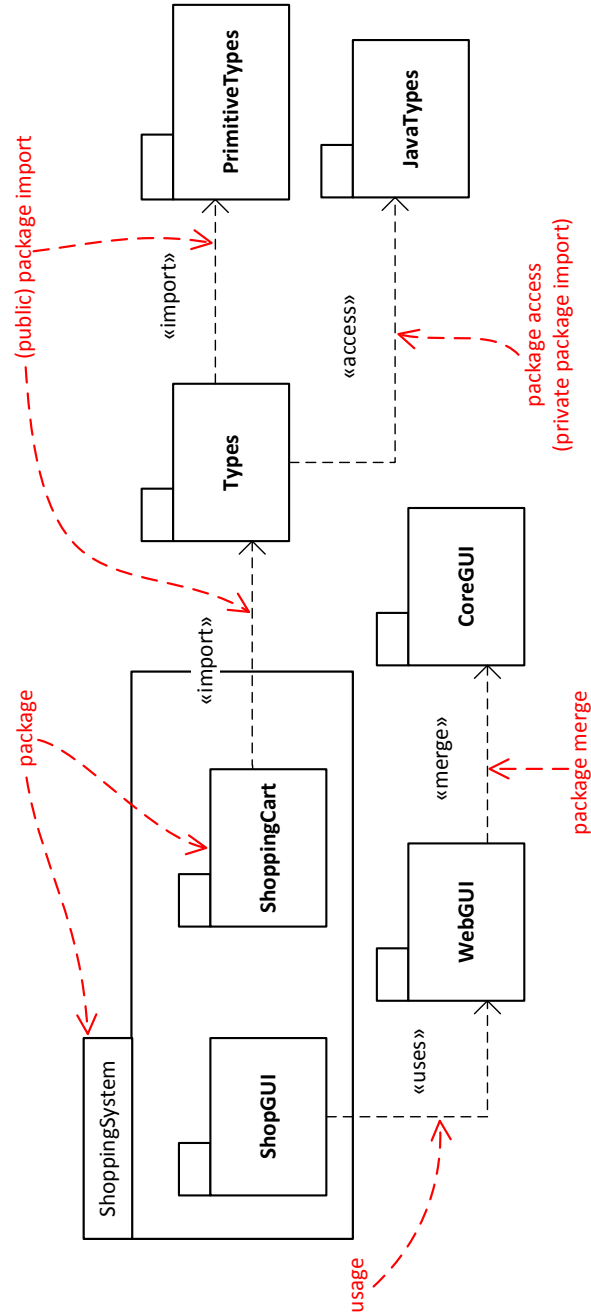 package
(public) package import
ShoppingSystem
ShopGUI
ShoppingCart
«import»
Types
«import»
PrimitiveTypes
«access»
JavaTypes
package access
(private package import)
usage
«uses»
WebGUI
«merge»
CoreGUI
package merge